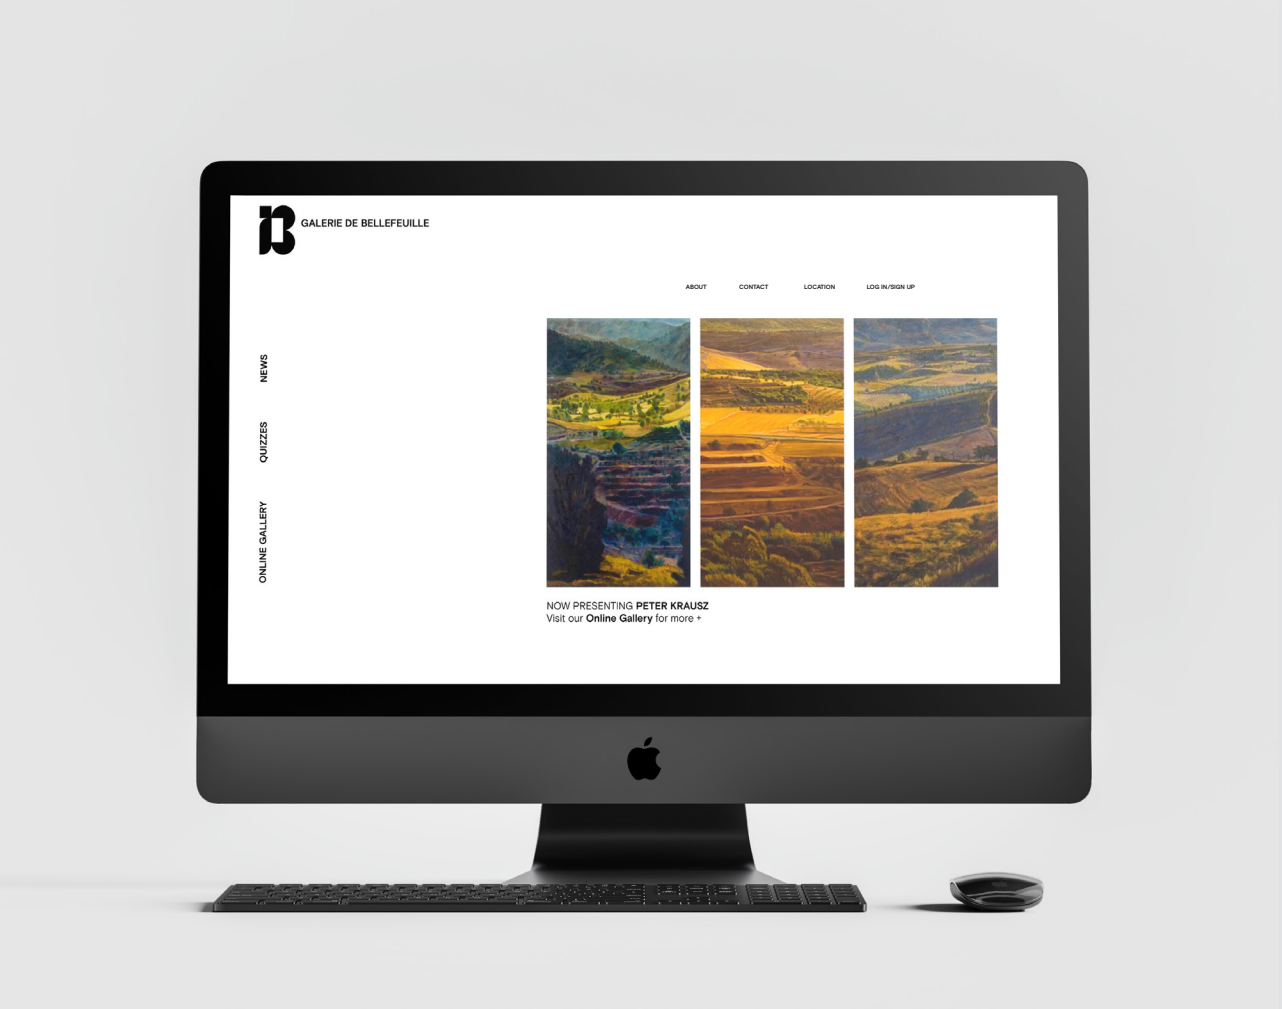 GALERIE DE BELLEFEUILLE
ABOUT
CONTACT
LOCATION
LOG IN/SIGN UP
NEWS
QUIZZES
ONLINE GALLERY
NOW PRESENTING PETER KRAUSZ
Visit our Online Gallery for more +